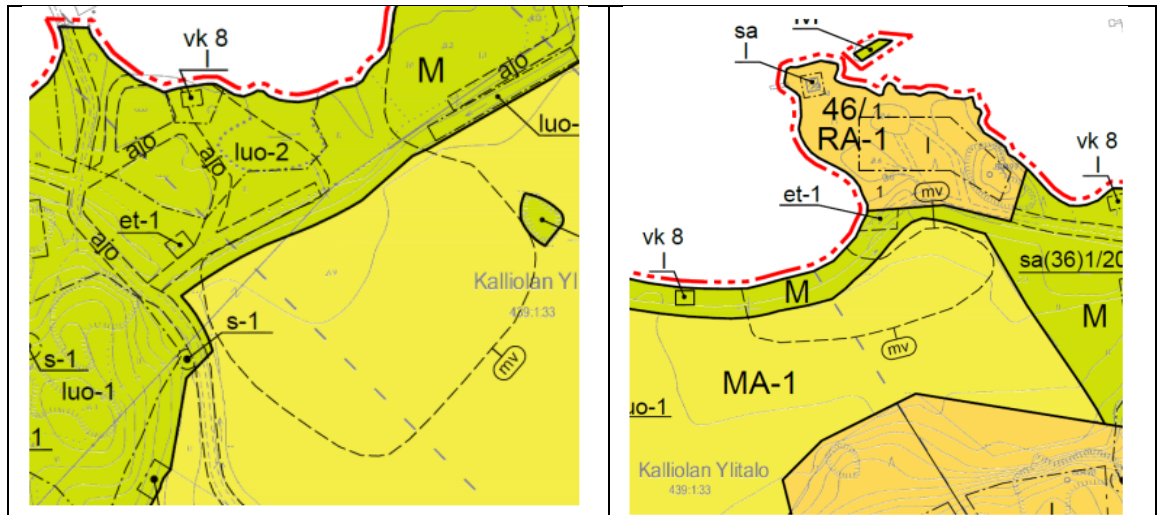 vk 8
I
M
ajo
luo-
ajo
ajo
luo-2
et-1
ajo
Kalliolan Yl
439:1:33
s-1
mv
s-1
luo-1
1
sa
I
M
46/1
RA-1
I
vk 8
I
et-1
1
mv
vk 8
I
sa(36)1/20
M
M
mv
MA-1
uo-1
Kalliolan Ylitalo
439:1:33
I